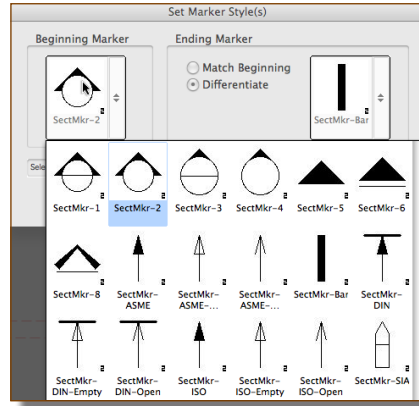 Set Marker Style(s)
Beginning Marker
Ending Marker
Match Beginning
Differentiate
SectMkr-2
SectMkr-Bar
Sele
SectMkr-1 SectMkr-2 SectMkr-3 SectMkr-4 SectMkr-5 SectMkr-6
SectMkr-8 SectMkr-
ASME SectMkr-
ASME-... SectMkr-
ASME-... SectMkr-Bar SectMkr-
DIN
SectMkr-
DIN-Empty SectMkr-
DIN-Open SectMkr-
ISO SectMkr-
ISO-Empty SectMkr-
ISO-Open SectMkr-SIA